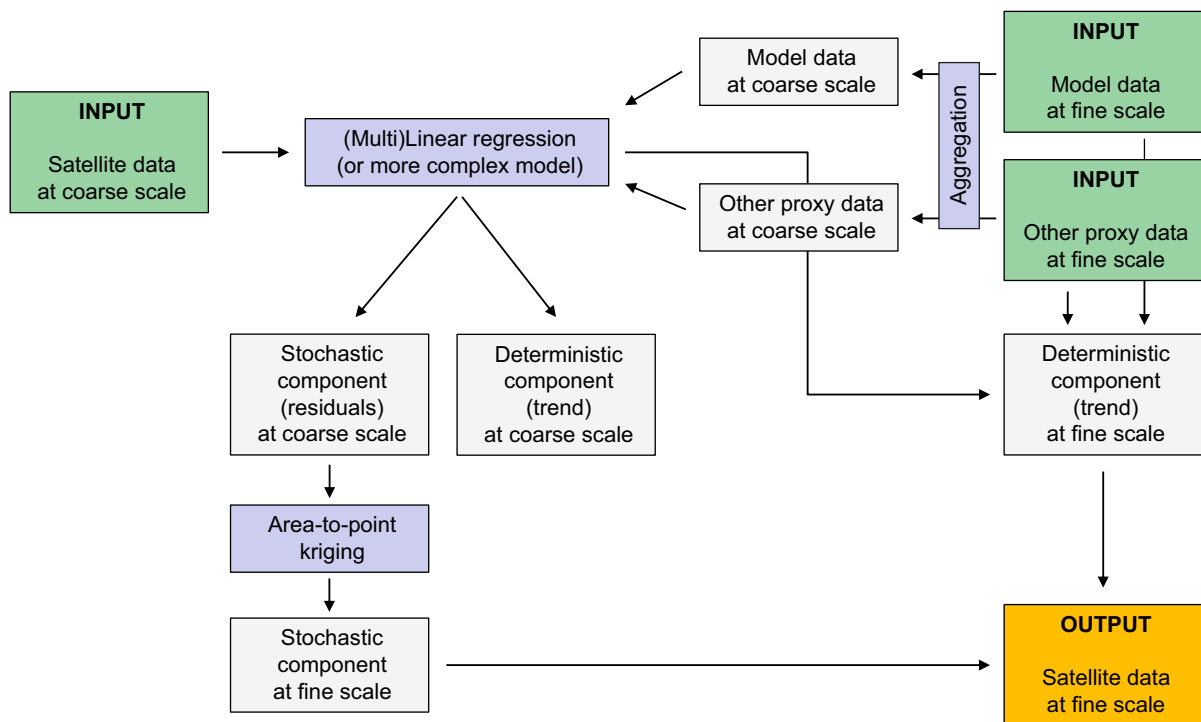 INPUT
Satellite data
at coarse scale
(Multi)Linear regression
(or more complex model)
Model data
at coarse scale
Other proxy data
at coarse scale
Aggregation
INPUT
Model data
at fine scale
INPUT
Other proxy data
at fine scale
Stochastic
component
(residuals)
at coarse scale
Deterministic
component
(trend)
at coarse scale
Deterministic
component
(trend)
at fine scale
Area-to-point
kriging
Stochastic
component
at fine scale
OUTPUT
Satellite data
at fine scale